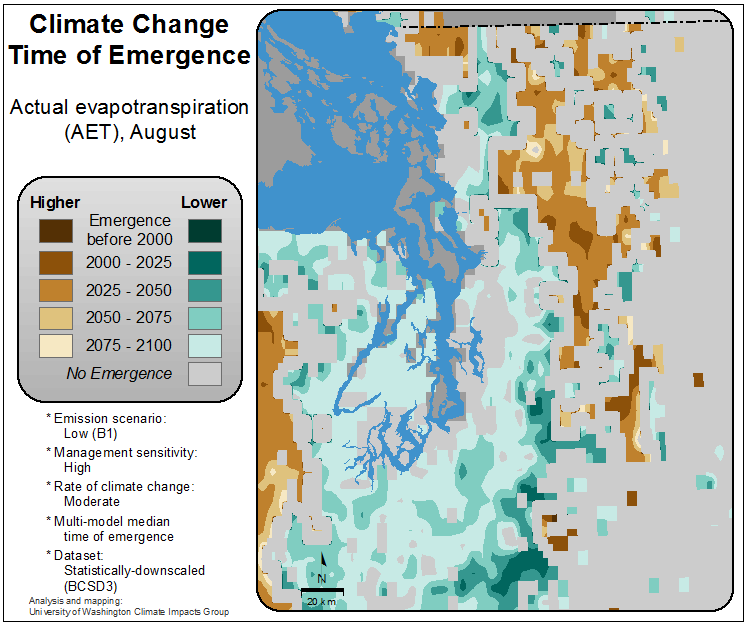 Climate Change
Time of Emergence
Actual evapotranspiration
(AET), August
Higher Lower
Emergence
before 2000
2000 - 2025
2025 - 2050
2050 - 2075
2075 - 2100
No Emergence
* Emission scenario:
Low (B1)
* Management sensitivity:
High
* Rate of climate change:
Moderate
* Multi-model median
time of emergence
* Dataset:
Statistically-downscaled
(BCSD3)
Analysis and mapping:
University of Washington Climate Impacts Group
N
20 km